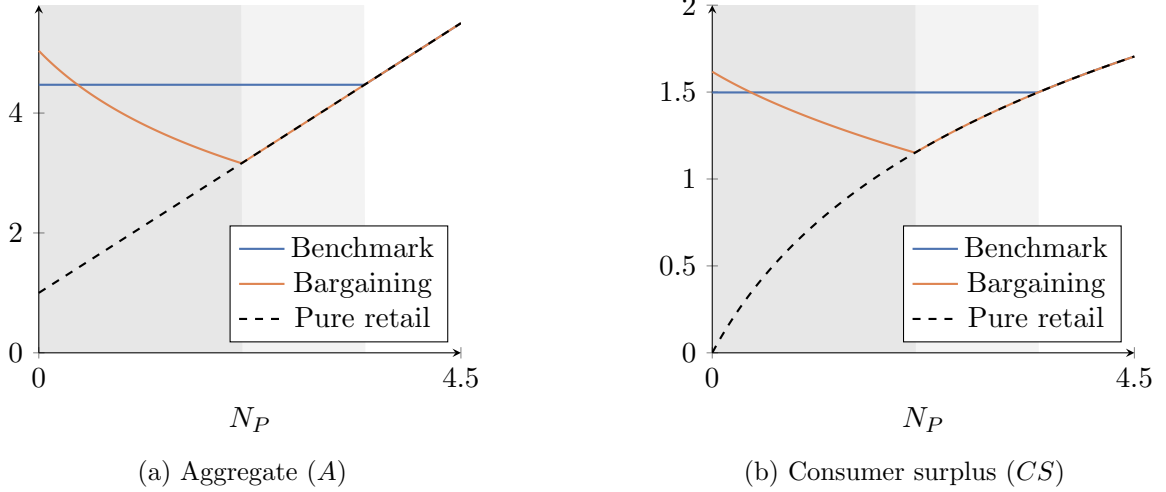 4
2
0
0
4.5
N_P
Benchmark
Bargaining
Pure retail
(a) Aggregate (A)
2
1.5
1
0.5
0
0
4.5
N_P
Benchmark
Bargaining
Pure retail
(b) Consumer surplus (CS)